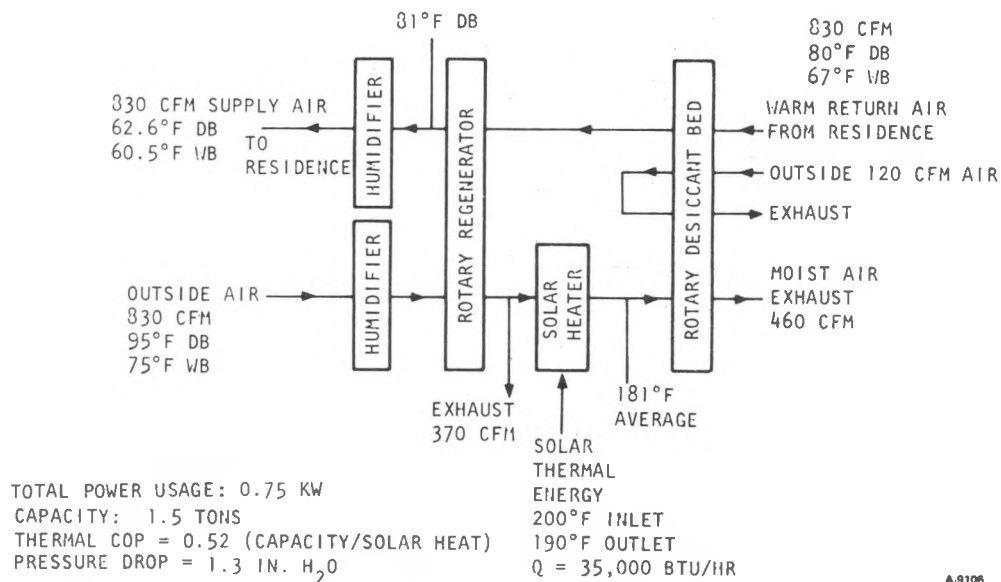 81°F DB
830 CFM
80°F DB
67°F WB
WARM RETURN AIR
FROM RESIDENCE
830 CFM SUPPLY AIR
62.6°F DB
60.5°F WB
TO
RESIDENCE
HUMIDIFIER
ROTARY REGENERATOR
ROTARY DESICCANT BED
OUTSIDE 120 CFM AIR
EXHAUST
MOIST AIR
EXHAUST
460 CFM
OUTSIDE AIR
830 CFM
95°F DB
75°F WB
HUMIDIFIER
SOLAR
HEATER
EXHAUST
370 CFM
181°F
AVERAGE
SOLAR
THERMAL
ENERGY
200°F INLET
190°F OUTLET
Q = 35,000 BTU/HR
TOTAL POWER USAGE: 0.75 KW
CAPACITY: 1.5 TONS
THERMAL COP = 0.52 (CAPACITY/SOLAR HEAT)
PRESSURE DROP = 1.3 IN. H2O
A-9106